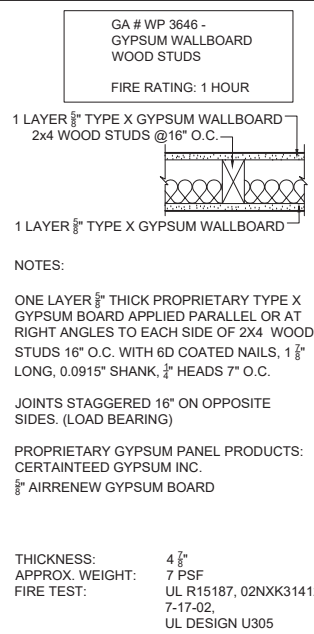 GA # WP 3646 -
GYPSUM WALLBOARD
WOOD STUDS
FIRE RATING: 1 HOUR
1 LAYER 5/8" TYPE X GYPSUM WALLBOARD
2x4 WOOD STUDS @16" O.C.
1 LAYER 5/8" TYPE X GYPSUM WALLBOARD
NOTES:
ONE LAYER 5/8" THICK PROPRIETARY TYPE X
GYPSUM BOARD APPLIED PARALLEL OR AT
RIGHT ANGLES TO EACH SIDE OF 2X4 WOOD
STUDS 16" O.C. WITH 6D COATED NAILS, 1 7/8"
LONG, 0.0915" SHANK, 1/4" HEADS 7" O.C.
JOINTS STAGGERED 16" ON OPPOSITE
SIDES. (LOAD BEARING)
PROPRIETARY GYPSUM PANEL PRODUCTS:
CERTAINTEED GYPSUM INC.
5/8" AIRRENEW GYPSUM BOARD
THICKNESS: 4 7/8"
APPROX. WEIGHT: 7 PSF
FIRE TEST: UL R15187, 02NXK3141
7-17-02,
UL DESIGN U305